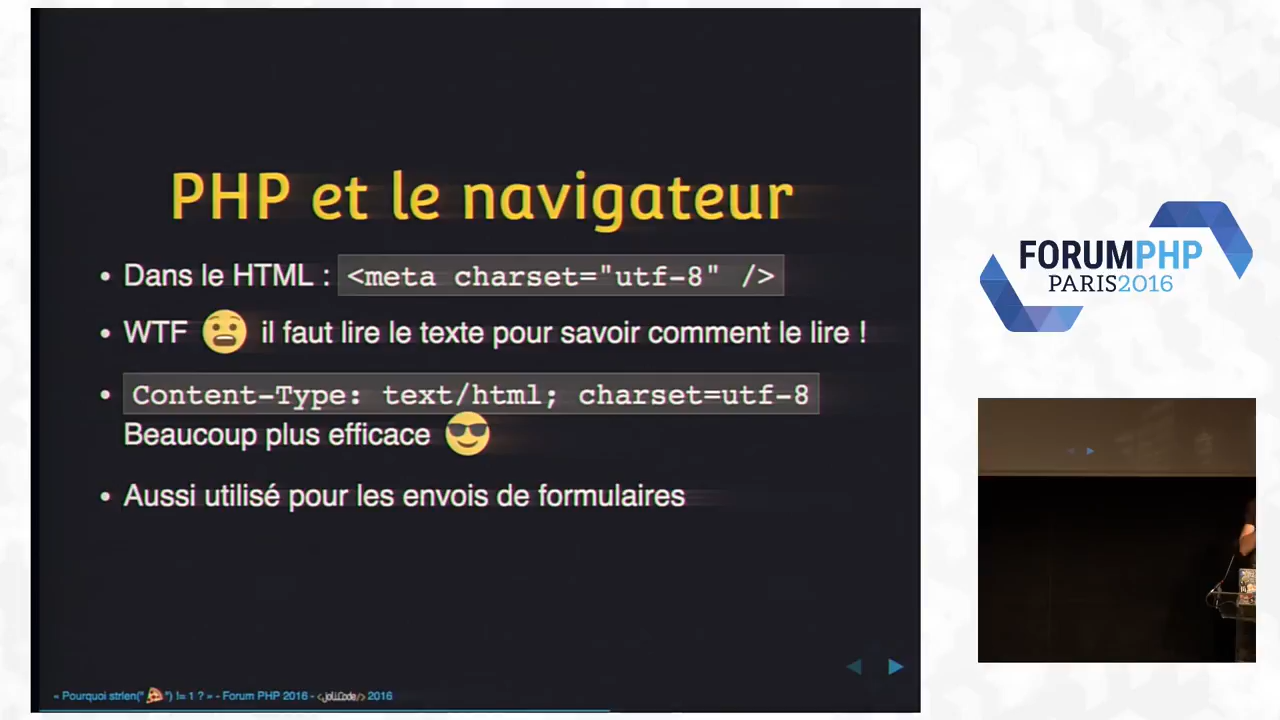 PHP et le navigateur
• Dans le HTML : <meta charset="utf-8" />
• WTF 😧 il faut lire le texte pour savoir comment le lire !
• Content-Type: text/html; charset=utf-8
Beaucoup plus efficace 😎
• Aussi utilisé pour les envois de formulaires
« Pourquoi strlen("🍕") != 1 ? » - Forum PHP 2016 - <JoliCode/> 2016
FORUMPHP
PARIS2016